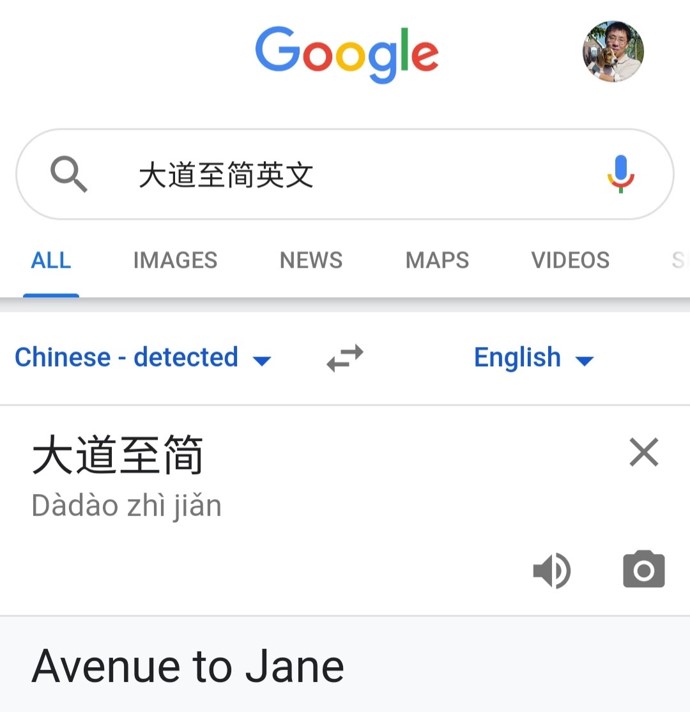 Google
大道至简英文
ALL IMAGES NEWS MAPS VIDEOS
Chinese - detected English
大道至简
Dàdào zhì jiǎn
Avenue to Jane